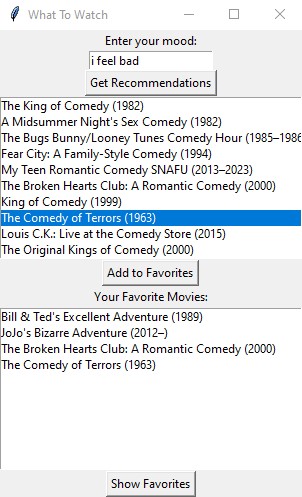 What To Watch
Enter your mood:
i feel bad
Get Recommendations
The King of Comedy (1982)
A Midsummer Night's Sex Comedy (1982)
The Bugs Bunny/Looney Tunes Comedy Hour (1985–1986
Fear City: A Family-Style Comedy (1994)
My Teen Romantic Comedy SNAFU (2013–2023)
The Broken Hearts Club: A Romantic Comedy (2000)
King of Comedy (1999)
The Comedy of Terrors (1963)
Louis C.K.: Live at the Comedy Store (2015)
The Original Kings of Comedy (2000)
Add to Favorites
Your Favorite Movies:
Bill & Ted's Excellent Adventure (1989)
JoJo's Bizarre Adventure (2012–)
The Broken Hearts Club: A Romantic Comedy (2000)
The Comedy of Terrors (1963)
Show Favorites